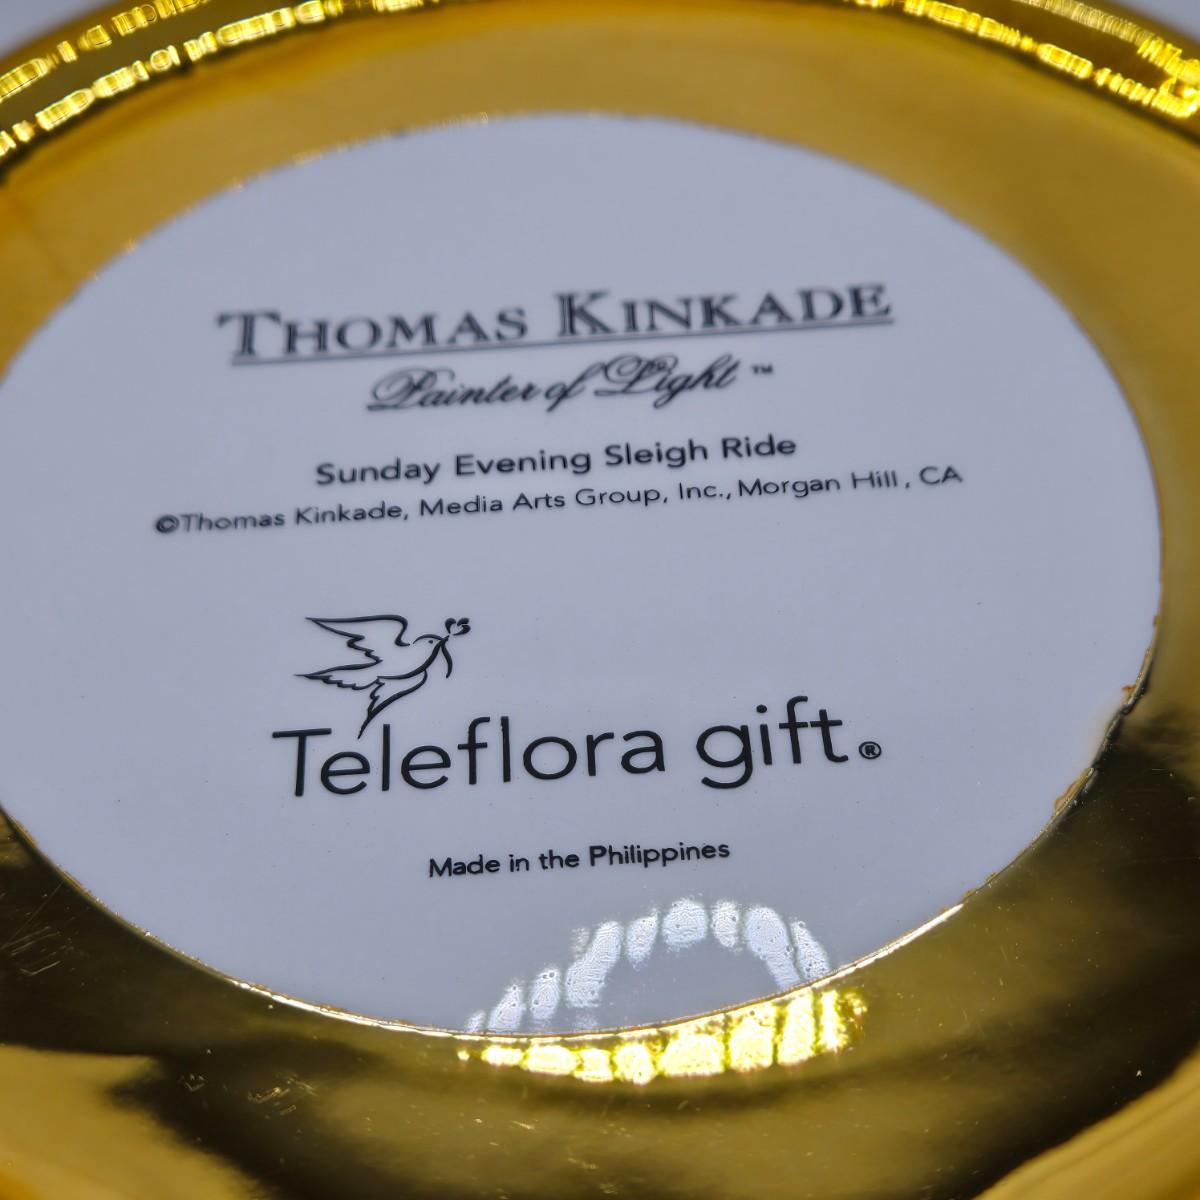 THOMAS KINKADE
Painter of Light™
Sunday Evening Sleigh Ride
©Thomas Kinkade, Media Arts Group, Inc., Morgan Hill, CA
Teleflora gift.®
Made in the Philippines